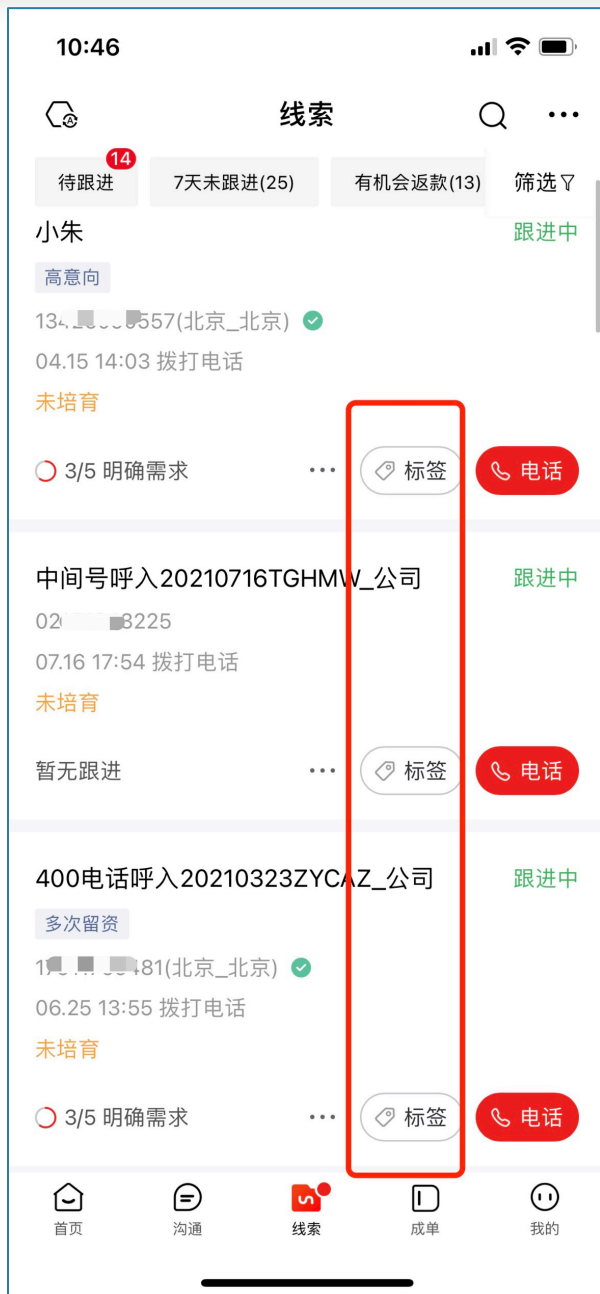 10:46
线索
14
待跟进 7天未跟进(25) 有机会返款(13) 筛选
小朱 跟进中
高意向
557(北京_北京)
04.15 14:03 拨打电话
未培育
3/5 明确需求 ··· 标签 电话
中间号呼入20210716TGHMW_公司 跟进中
02 3225
07.16 17:54 拨打电话
未培育
暂无跟进 ··· 标签 电话
400电话呼入20210323ZYCAZ_公司 跟进中
多次留资
481(北京_北京)
06.25 13:55 拨打电话
未培育
3/5 明确需求 ··· 标签 电话
首页 沟通 线索 成单 我的